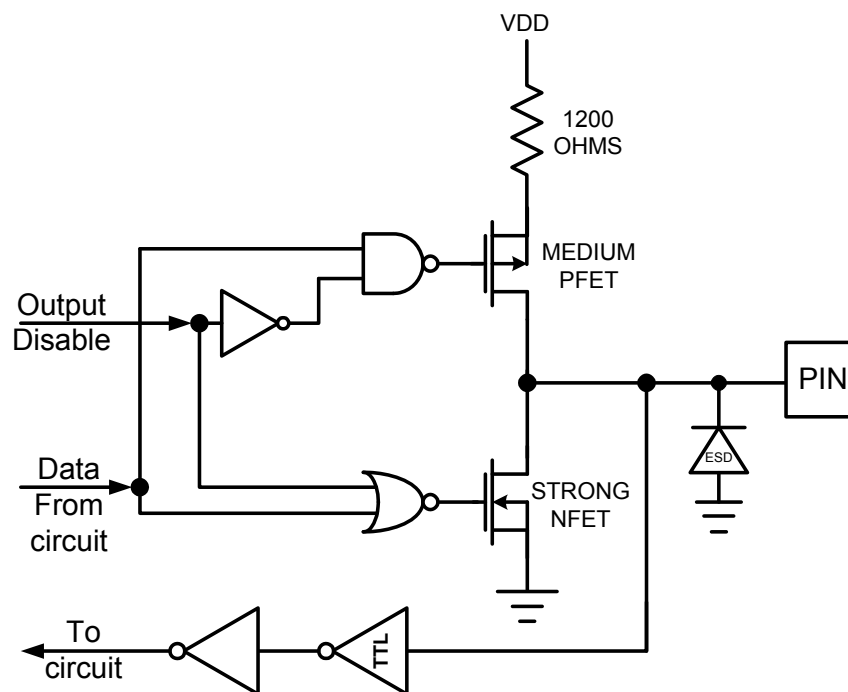 VDD
1200
OHMS
MEDIUM
PFET
Output
Disable
PIN
ESD
Data
From
circuit
STRONG
NFET
To
circuit
TTL